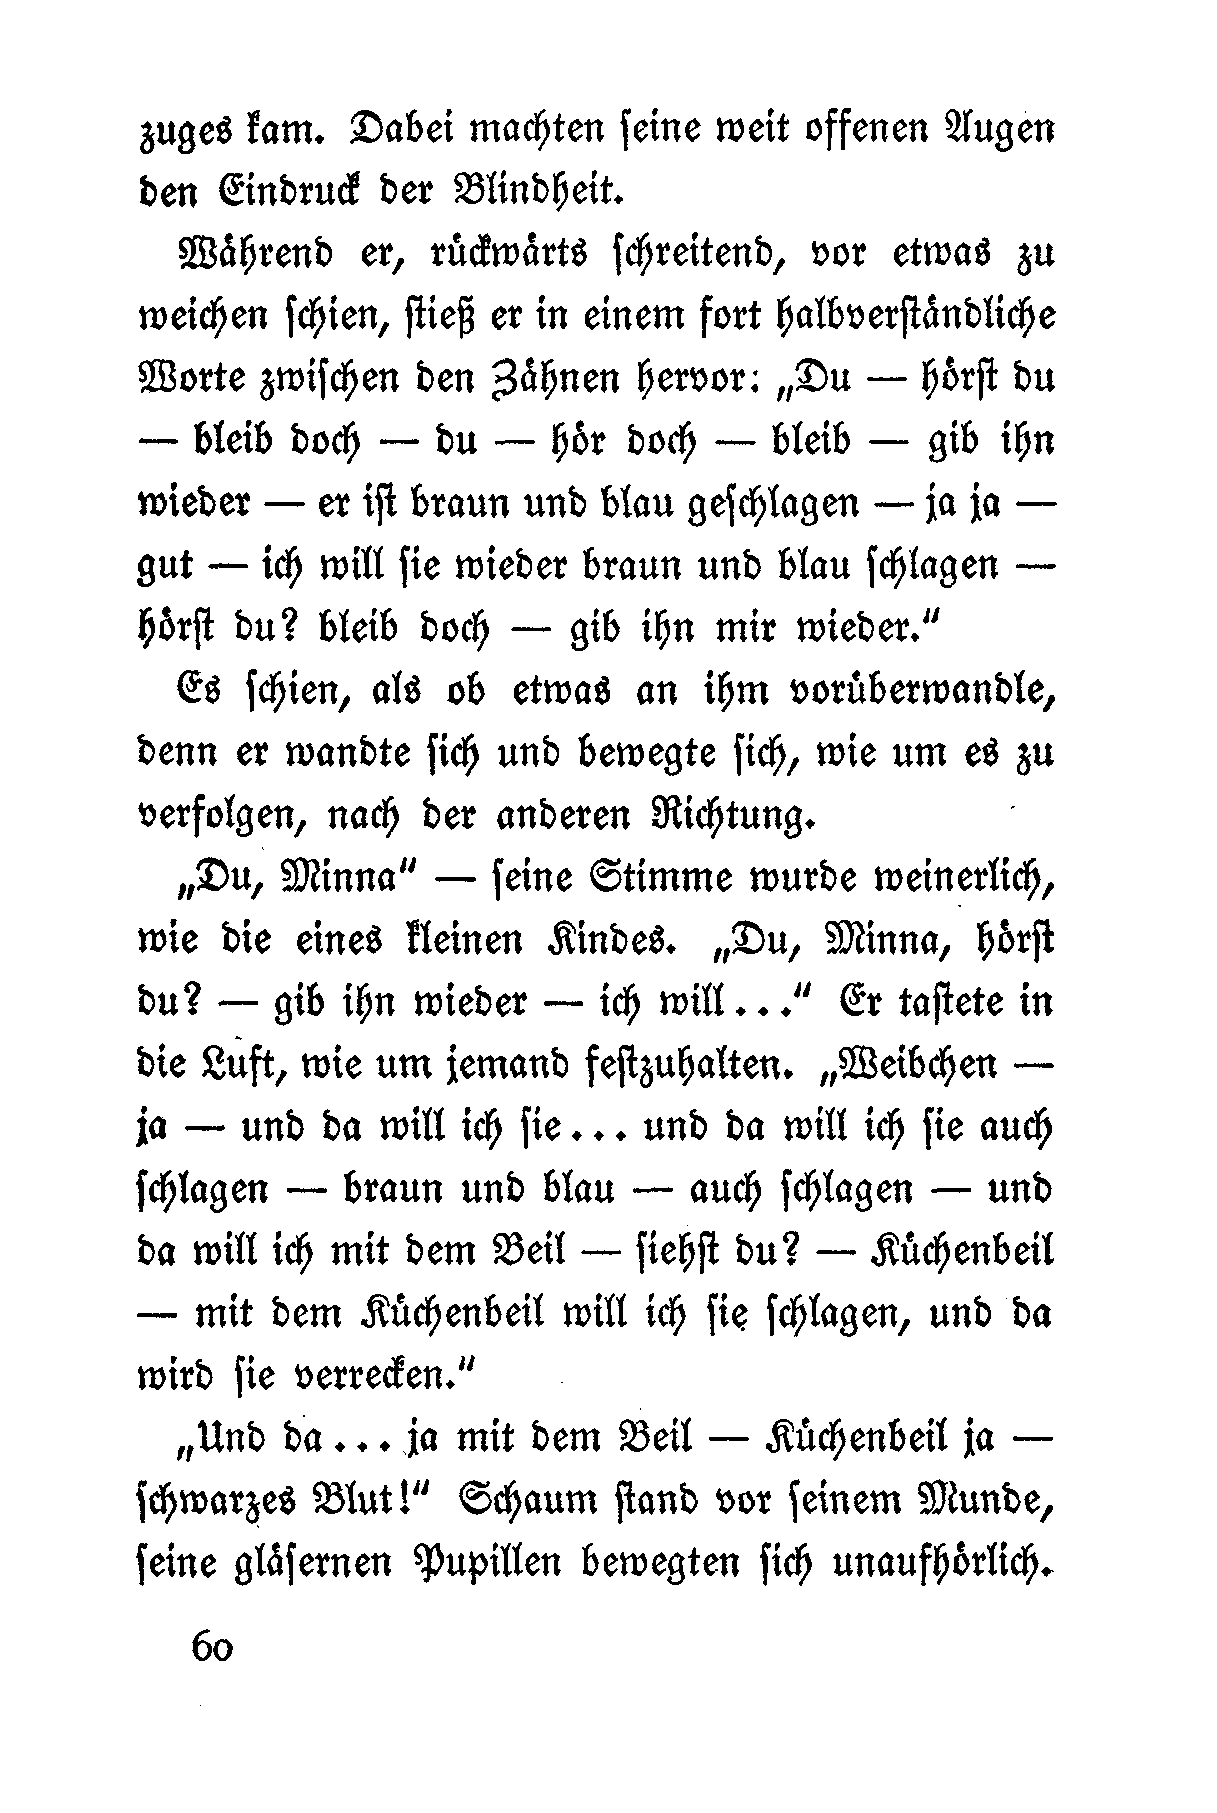 zuges kam. Dabei machten seine weit offenen Augen
den Eindruck der Blindheit.
Während er, rückwärts schreitend, vor etwas zu
weichen schien, stieß er in einem fort halbverständliche
Worte zwischen den Zähnen hervor: „Du — hörst du
— bleib doch — du — hör doch — bleib — gib ihn
wieder — er ist braun und blau geschlagen — ja ja —
gut — ich will sie wieder braun und blau schlagen —
hörst du? bleib doch — gib ihn mir wieder.“
Es schien, als ob etwas an ihm vorüberwandle,
denn er wandte sich und bewegte sich, wie um es zu
verfolgen, nach der anderen Richtung.
„Du, Minna“ — seine Stimme wurde weinerlich,
wie die eines kleinen Kindes. „Du, Minna, hörst
du? — gib ihn wieder — ich will...“ Er tastete in
die Luft, wie um jemand festzuhalten. „Weibchen —
ja — und da will ich sie... und da will ich sie auch
schlagen — braun und blau — auch schlagen — und
da will ich mit dem Beil — siehst du? — Küchenbeil
— mit dem Küchenbeil will ich sie schlagen, und da
wird sie verrecken.“
„Und da... ja mit dem Beil — Küchenbeil ja —
schwarzes Blut!“ Schaum stand vor seinem Munde,
seine gläsernen Pupillen bewegten sich unaufhörlich.
60